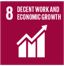 8 DECENT WORK AND
ECONOMIC GROWTH